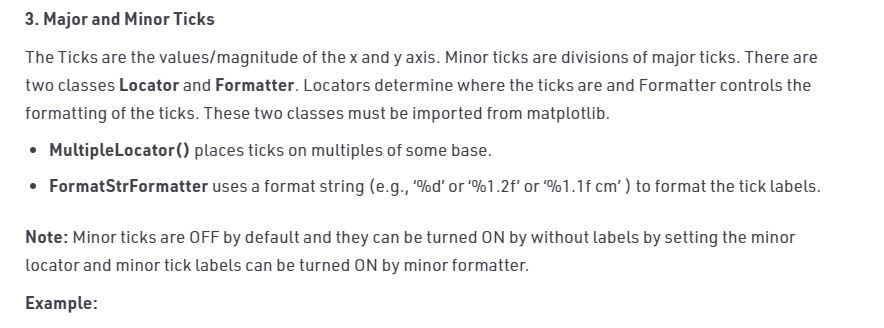 3. Major and Minor Ticks
The Ticks are the values/magnitude of the x and y axis. Minor ticks are divisions of major ticks. There are
two classes Locator and Formatter. Locators determine where the ticks are and Formatter controls the
formatting of the ticks. These two classes must be imported from matplotlib.
• MultipleLocator() places ticks on multiples of some base.
• FormatStrFormatter uses a format string (e.g., ‘%d’ or ‘%1.2f’ or ‘%1.1f cm’ ) to format the tick labels.
Note: Minor ticks are OFF by default and they can be turned ON by without labels by setting the minor
locator and minor tick labels can be turned ON by minor formatter.
Example: